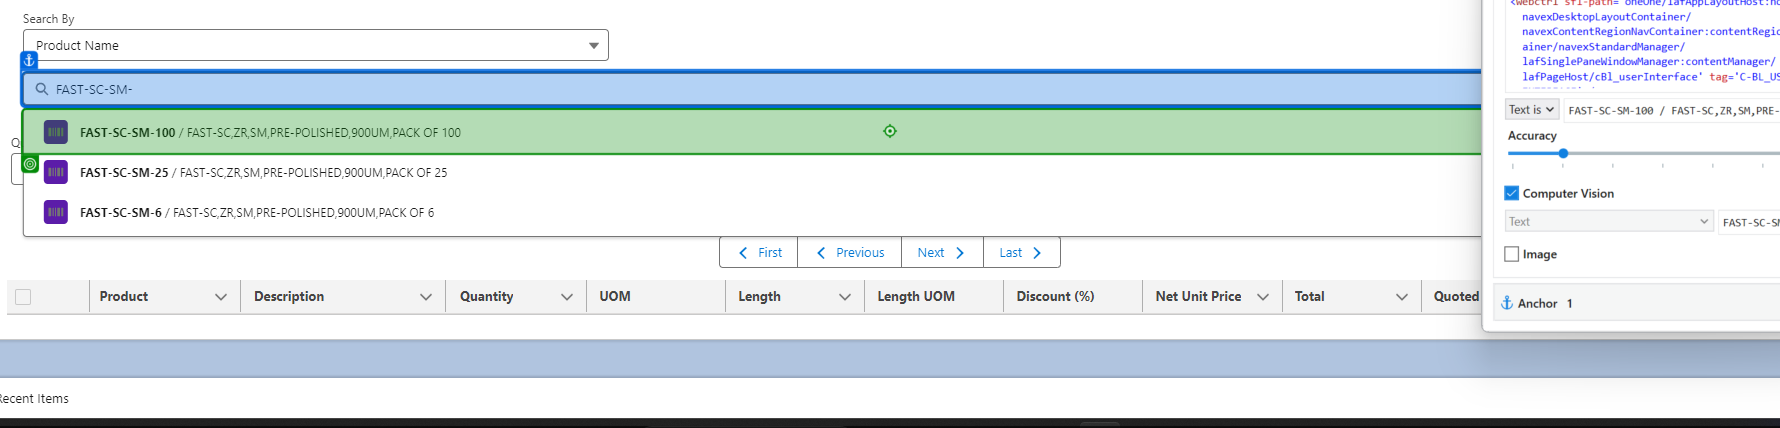 Search By
Product Name
FAST-SC-SM-
FAST-SC-SM-100 / FAST-SC,ZR,SM,PRE-POLISHED,900UM,PACK OF 100
FAST-SC-SM-25 / FAST-SC,ZR,SM,PRE-POLISHED,900UM,PACK OF 25
FAST-SC-SM-6 / FAST-SC,ZR,SM,PRE-POLISHED,900UM,PACK OF 6
First Previous Next Last
Product Description Quantity UOM Length Length UOM Discount (%) Net Unit Price Total Quoted
Recent Items
<webctrl sfl-path='oneOne/lafAppLayoutHost:no
navexDesktopLayoutContainer/
navexContentRegionNavContainer:contentRegio
ainer/navexStandardManager/
lafSinglePaneWindowManager:contentManager/
lafPageHost/cBl_userInterface' tag='C-BL_US
Text is FAST-SC-SM-100 / FAST-SC,ZR,SM,PRE-
Accuracy
Computer Vision
Text FAST-SC-SM
Image
Anchor 1